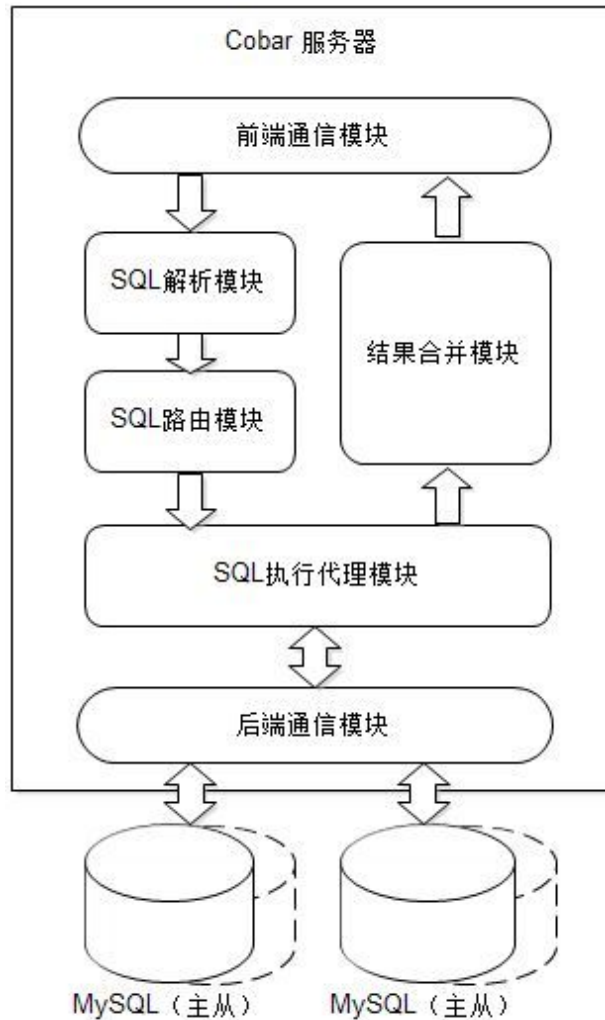 Cobar 服务器
前端通信模块
SQL解析模块
结果合并模块
SQL路由模块
SQL执行代理模块
后端通信模块
MySQL（主从）
MySQL（主从）